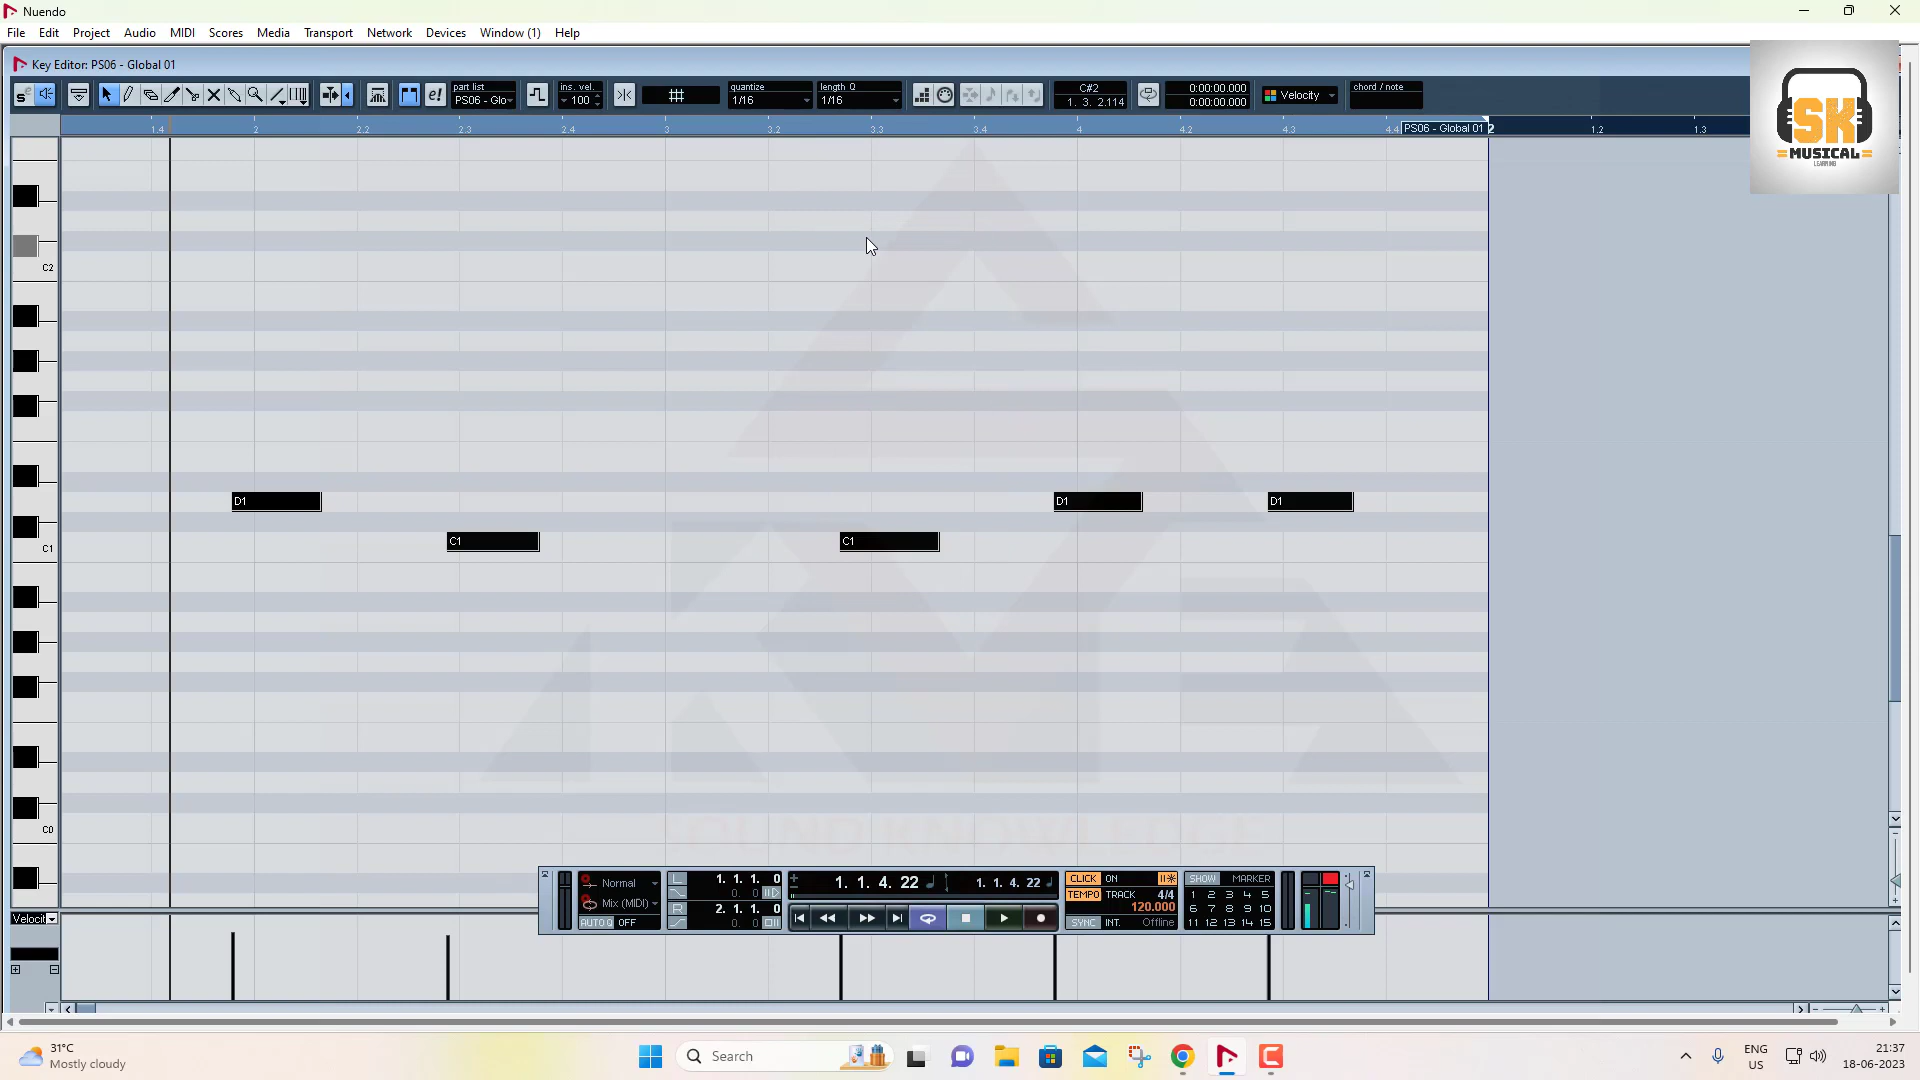 Nuendo
File Edit Project Audio MIDI Scores Media Transport Network Devices Window (1) Help
Key Editor: PS06 - Global 01
part list
PS06 - Glo
ins. vel.
100
quantize
1/16
length Q
1/16
C#2
1. 3. 2.114
0:00:00.000
0:00:00.000
Velocity
chord / note
SK
MUSICAL
LEARNING
1.4 2 2.2 2.3 2.4 3 3.2 3.3 3.4 4 4.2 4.3 4.4 PS06 - Global 01 2 1.2 1.3
C2
D1 D1 D1
C1 C1 C1
C0
SOUND KNOWLEDGE
Normal
Mix (MIDI)
AUTO Q OFF
L 1. 1. 1. 0
0. 0
R 2. 1. 1. 0
0. 0
1. 1. 4. 22 1. 1. 4. 22
CLICK ON
TEMPO TRACK 4/4
120.000
SYNC INT. Offline
SHOW MARKER
1 2 3 4 5
6 7 8 9 10
11 12 13 14 15
Velocit
31°C
Mostly cloudy
Search
ENG
US
21:37
18-06-2023